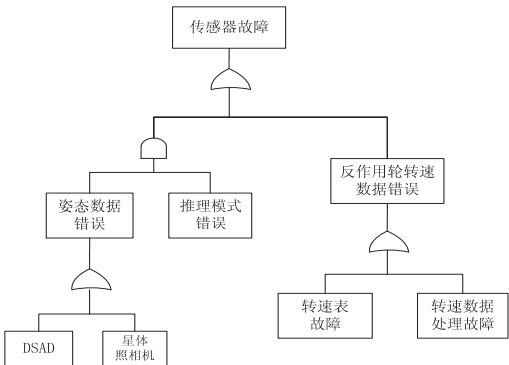 传感器故障
反作用轮转速
数据错误
姿态数据
错误
推理模式
错误
转速表
故障
转速数据
处理故障
DSAD
星体
照相机